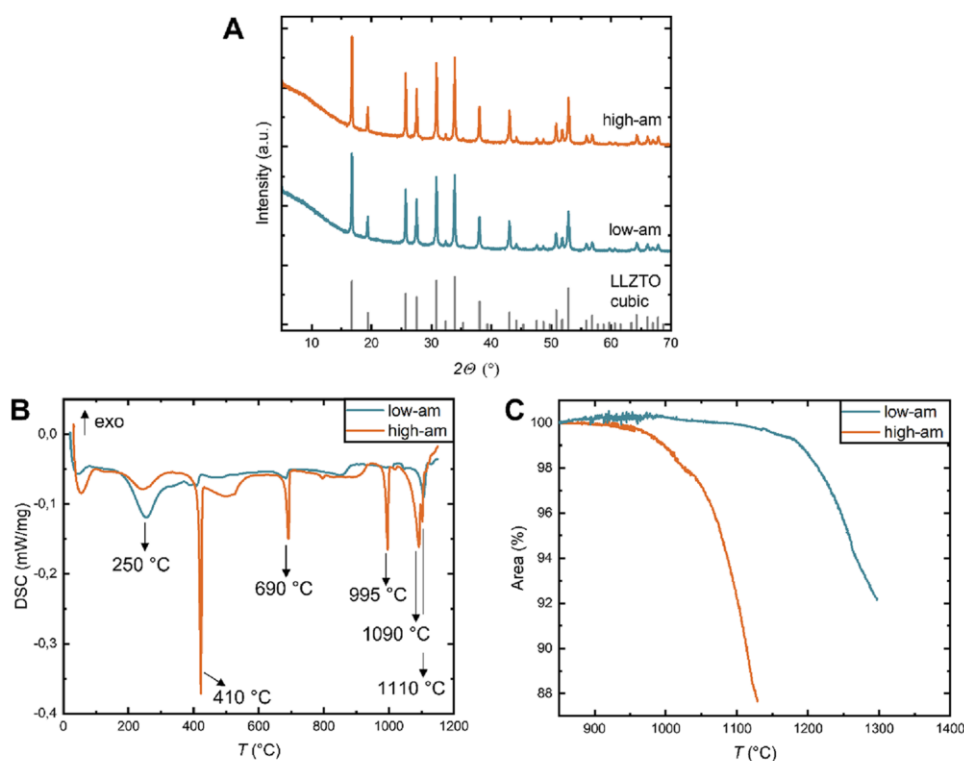 A
Intensity (a.u.)
high-am
low-am
LLZTO
cubic
10 20 30 40 50 60 70
2Θ (°)
B
exo
low-am
high-am
0,0
-0,1
-0,2
-0,3
-0,4
DSC (mW/mg)
250 °C
410 °C
690 °C
995 °C
1090 °C
1110 °C
0 200 400 600 800 1000 1200
T (°C)
C
low-am
high-am
100
98
96
94
92
90
88
Area (%)
900 1000 1100 1200 1300 1400
T (°C)